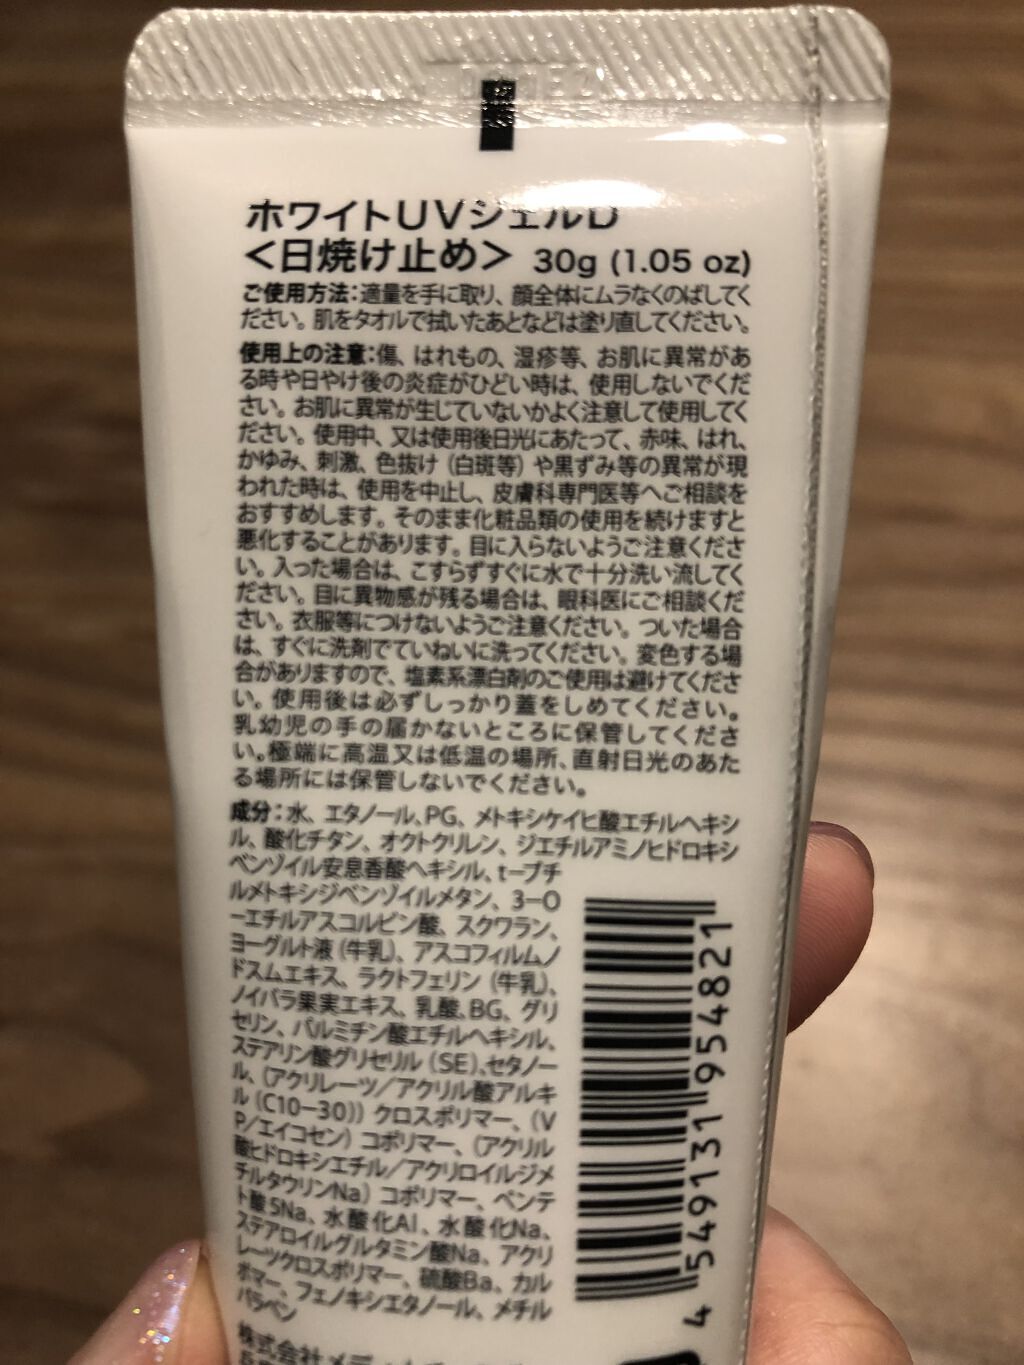 ホワイトUVシェルD
<日焼け止め> 30g (1.05 oz)
ご使用方法:適量を手に取り、顔全体にムラなくのばしてく
ださい。肌をタオルで拭いたあとなどは塗り直してください。
使用上の注意:傷、はれもの、湿疹等、お肌に異常があ
る時や日やけ後の炎症がひどい時は、使用しないでくだ
さい。お肌に異常が生じていないかよく注意して使用してく
ださい。使用中、又は使用後日光にあたって、赤味、はれ、
かゆみ、刺激、色抜け(白斑等)や黒ずみ等の異常が現
われた時は、使用を中止し、皮膚科専門医等へご相談を
おすすめします。そのまま化粧品類の使用を続けますと
悪化することがあります。目に入らないようご注意くださ
い。入った場合は、こすらずすぐに水で十分洗い流してく
ださい。目に異物感が残る場合は、眼科医にご相談くだ
さい。衣服等につけないようご注意ください。ついた場合
は、すぐに洗剤でていねいに洗ってください。変色する場
合がありますので、塩素系漂白剤のご使用は避けてくださ
い。使用後は必ずしっかり蓋をしめてください。
乳幼児の手の届かないところに保管してくださ
い。極端に高温又は低温の場所、直射日光のあた
る場所には保管しないでください。
成分:水、エタノール、PG、メトキシケイヒ酸エチルヘキシ
ル、酸化チタン、オクトクリレン、ジエチルアミノヒドロキシ
ベンゾイル安息香酸ヘキシル、t-ブチ
ルメトキシジベンゾイルメタン、3-O
-エチルアスコルビン酸、スクワラン、
ヨーグルト液(牛乳)、アスコフィルムノ
ドスムエキス、ラクトフェリン(牛乳)、
ノイバラ果実エキス、乳酸、BG、グリ
セリン、パルミチン酸エチルヘキシル、
ステアリン酸グリセリル(SE)、セタノー
ル、(アクリレーツ/アクリル酸アルキ
ル(C10-30))クロスポリマー、(V
P/エイコセン)コポリマー、(アクリル
酸ヒドロキシエチル/アクリロイルジメ
チルタウリンNa)コポリマー、ペンテ
ト酸5Na、水酸化Al、水酸化Na、
ステアロイルグルタミン酸Na、アクリ
レーツクロスポリマー、硫酸Ba、カル
ボマー、フェノキシエタノール、メチル
パラベン
株式会社
4 549131 954821